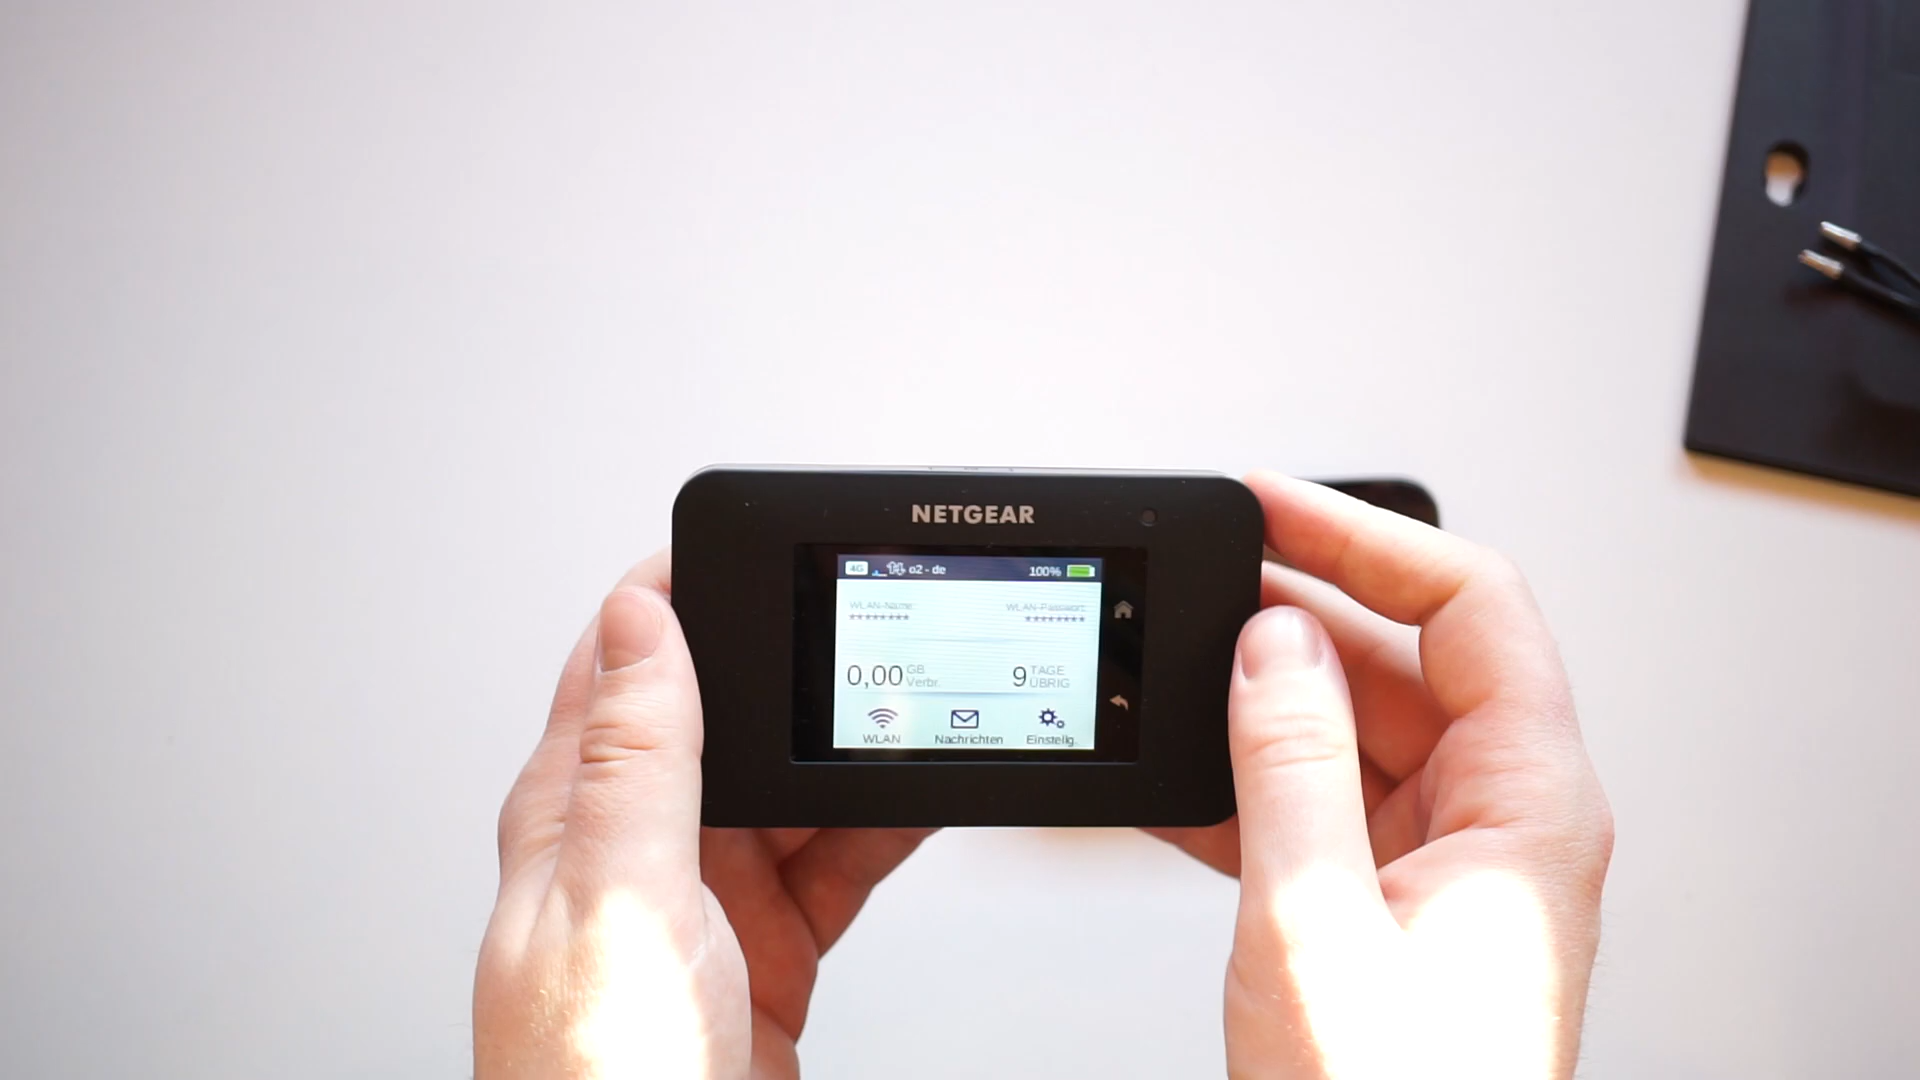 NETGEAR
4G o2 - de 100%
WLAN-Name: WLAN-Passwort:
******** ********
0,00 GB Verbr. 9 TAGE ÜBRIG
WLAN Nachrichten Einstellg.